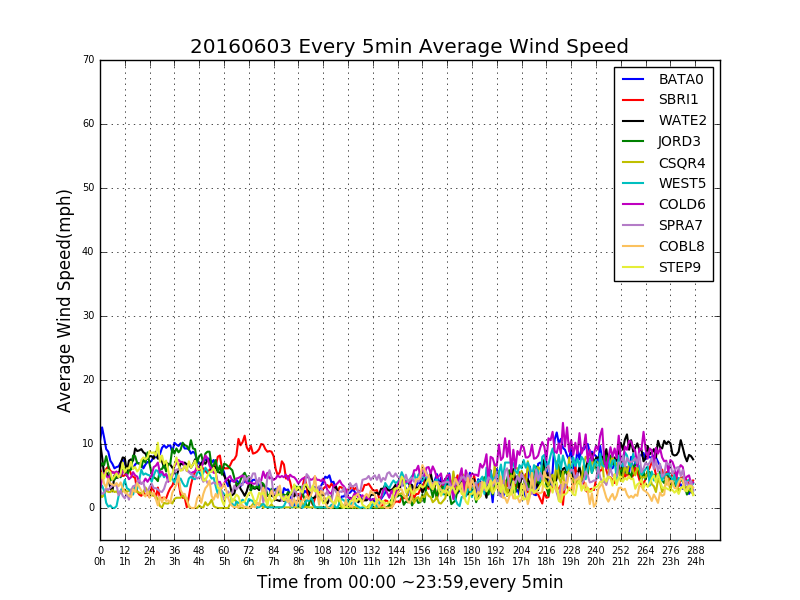 20160603 Every 5min Average Wind Speed
70
60
50
40
30
20
10
0
Average Wind Speed(mph)
BATA0
SBRI1
WATE2
JORD3
CSQR4
WEST5
COLD6
SPRA7
COBL8
STEP9
0 12 24 36 48 60 72 84 96 108 120 132 144 156 168 180 192 204 216 228 240 252 264 276 288
0h 1h 2h 3h 4h 5h 6h 7h 8h 9h 10h 11h 12h 13h 14h 15h 16h 17h 18h 19h 20h 21h 22h 23h 24h
Time from 00:00 ~23:59,every 5min